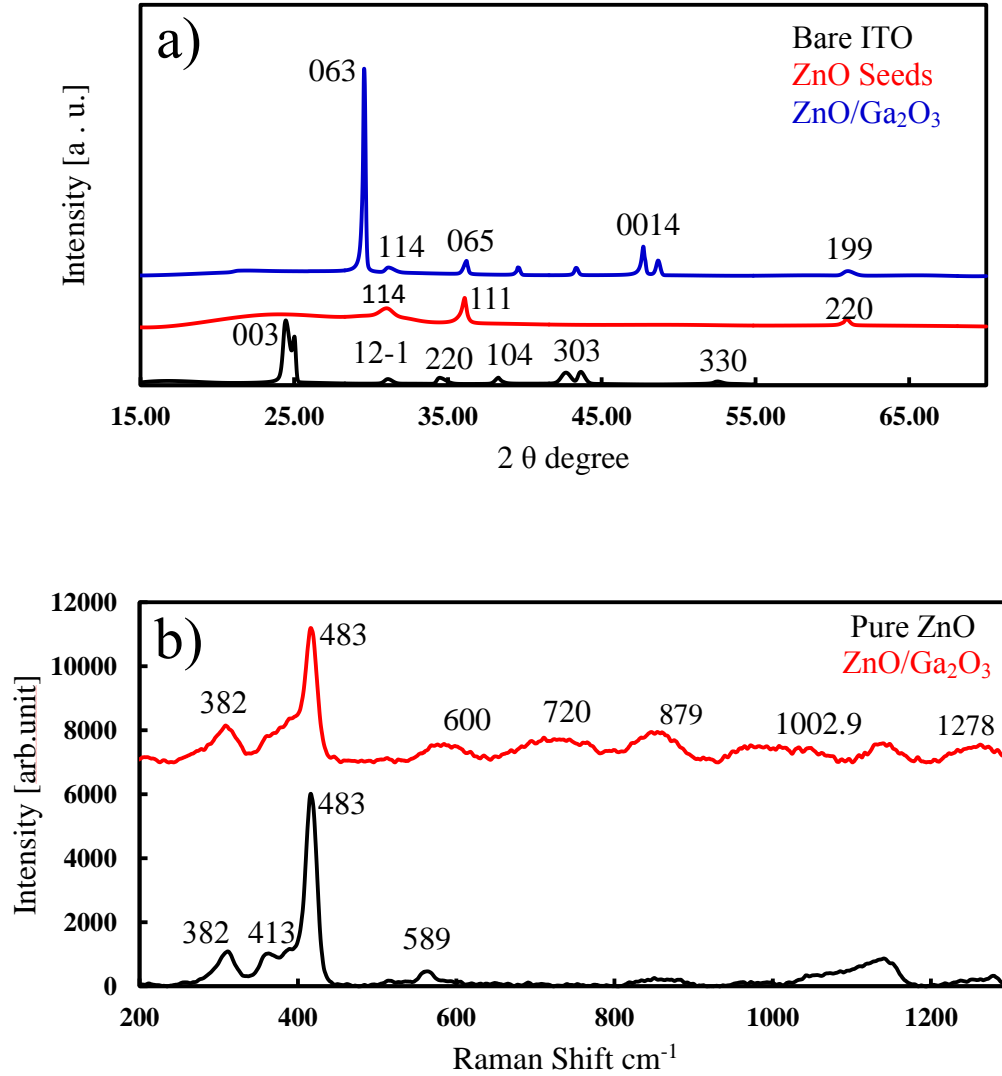 a)
Bare ITO
ZnO Seeds
ZnO/Ga₂O₃
063
114
065
0014
199
114
111
220
003
12-1
220
104
303
330
Intensity [a . u.]
15.00 25.00 35.00 45.00 55.00 65.00
2 θ degree
b)
Pure ZnO
ZnO/Ga₂O₃
12000
10000
8000
6000
4000
2000
0
Intensity [arb.unit]
483
382
600
720
879
1002.9
1278
483
382
413
589
200 400 600 800 1000 1200
Raman Shift cm⁻¹